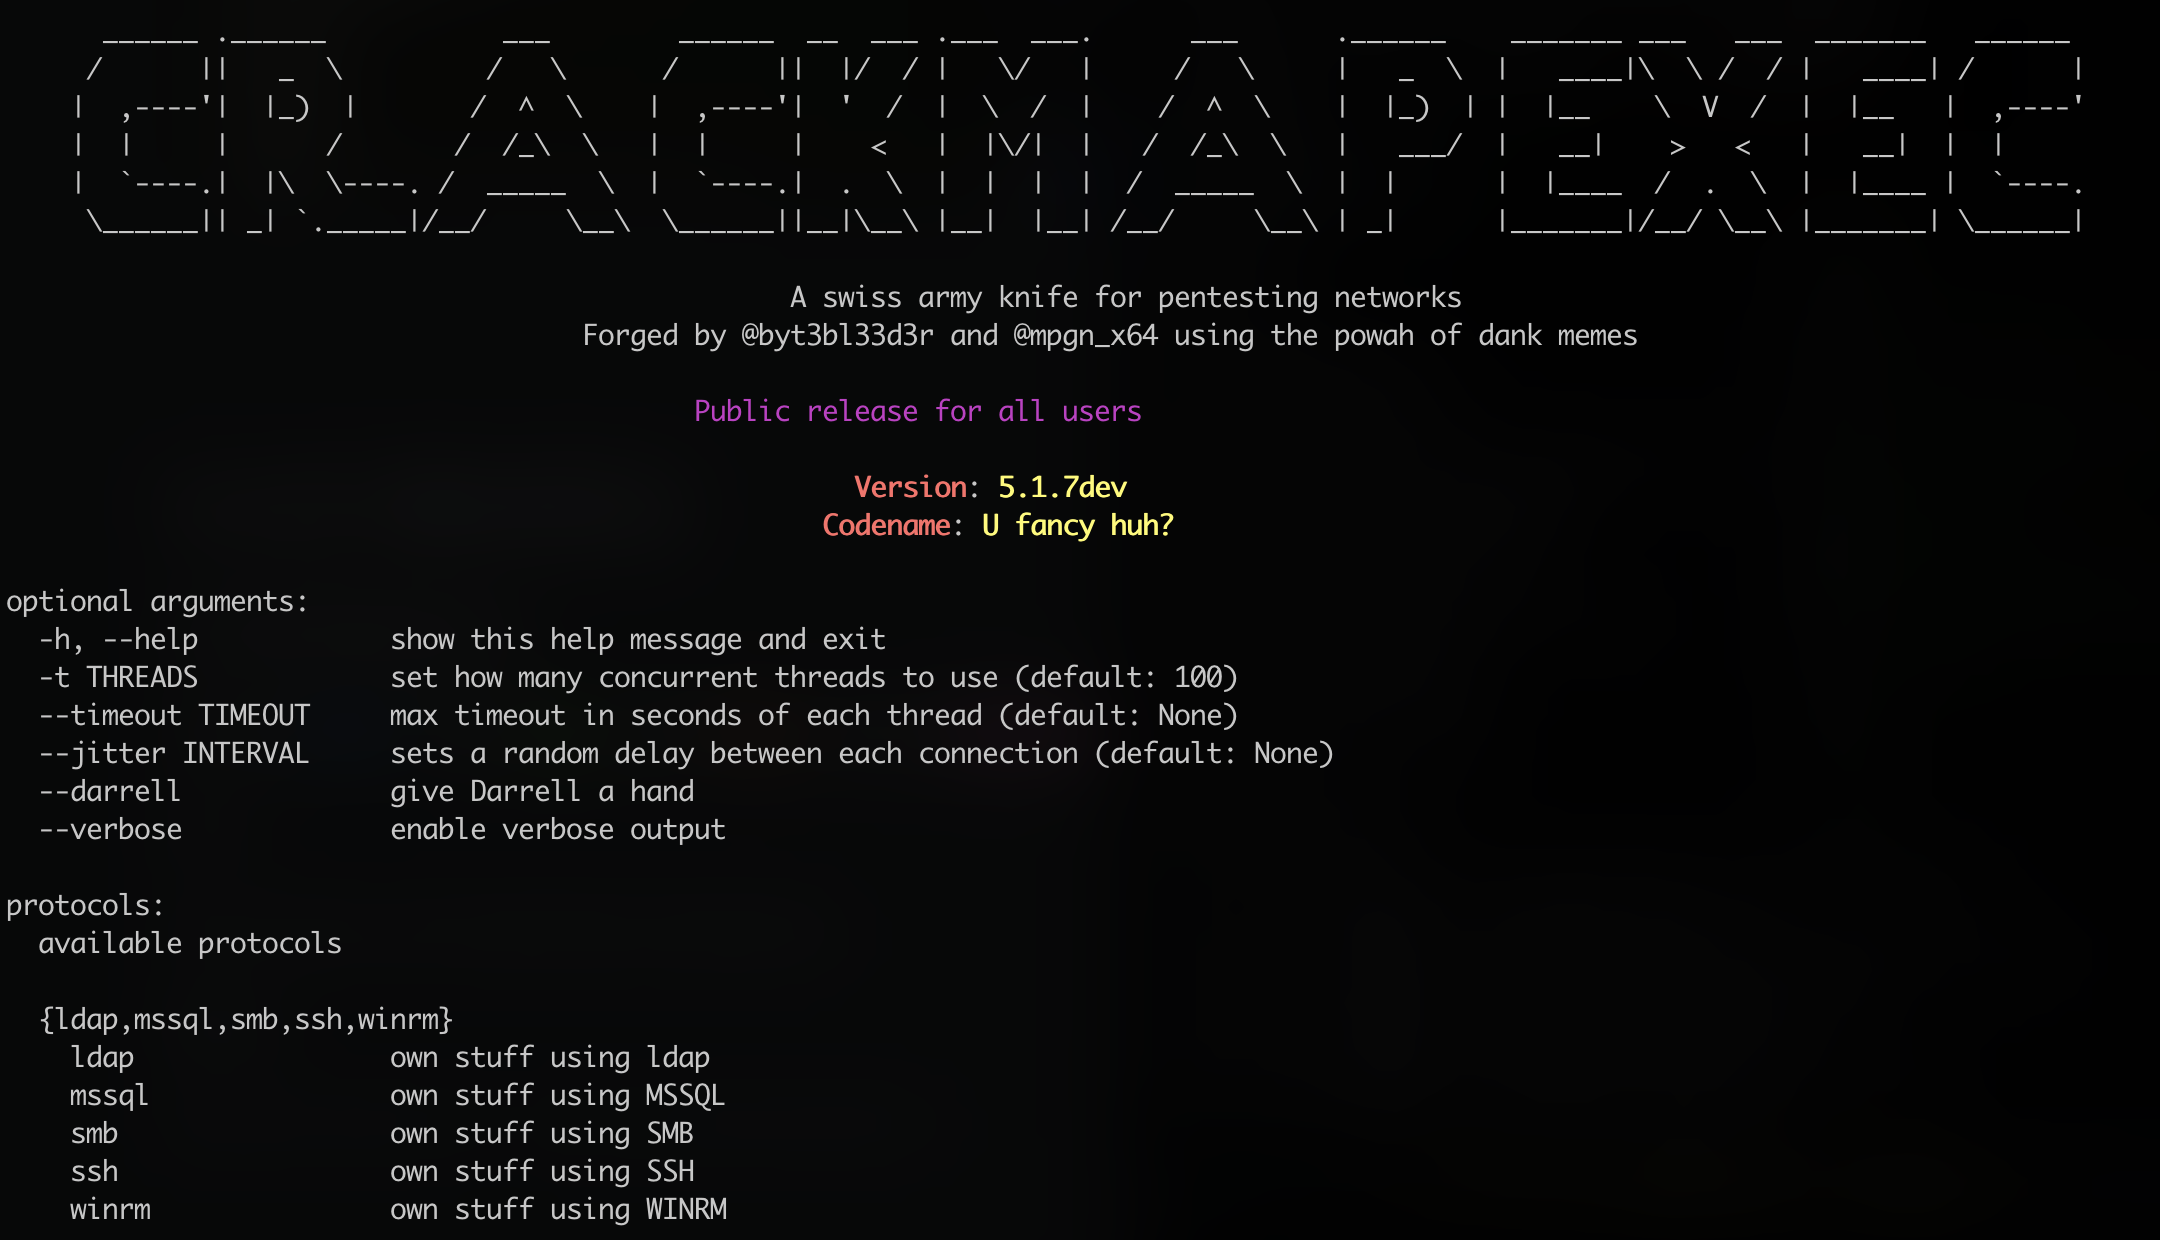 CRACKMAPEXEC
A swiss army knife for pentesting networks
Forged by @byt3bl33d3r and @mpgn_x64 using the powah of dank memes
Public release for all users
Version: 5.1.7dev
Codename: U fancy huh?
optional arguments:
-h, --help show this help message and exit
-t THREADS set how many concurrent threads to use (default: 100)
--timeout TIMEOUT max timeout in seconds of each thread (default: None)
--jitter INTERVAL sets a random delay between each connection (default: None)
--darrell give Darrell a hand
--verbose enable verbose output
protocols:
available protocols
{ldap,mssql,smb,ssh,winrm}
ldap own stuff using ldap
mssql own stuff using MSSQL
smb own stuff using SMB
ssh own stuff using SSH
winrm own stuff using WINRM